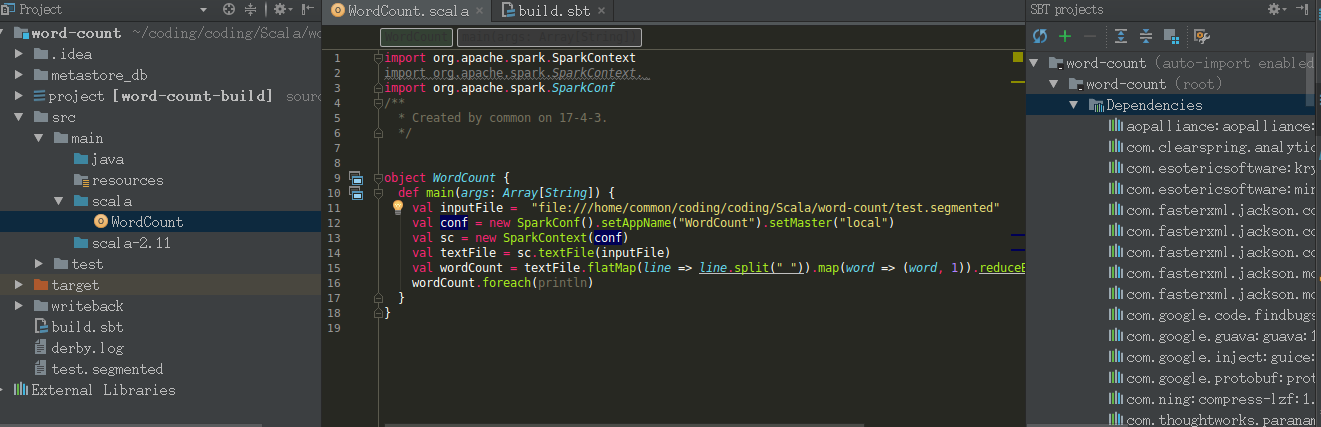 Project
word-count ~/coding/coding/Scala/wo
.idea
metastore_db
project [word-count-build] sourc
src
main
java
resources
scala
WordCount
scala-2.11
test
target
writeback
build.sbt
derby.log
test.segmented
External Libraries
WordCount.scala
build.sbt
WordCount
1 import org.apache.spark.SparkContext
2 import org.apache.spark.SparkContext._
3 import org.apache.spark.SparkConf
4 /**
5 * Created by common on 17-4-3.
6 */
7
8
9 object WordCount {
10 def main(args: Array[String]) {
11 val inputFile = "file:///home/common/coding/coding/Scala/word-count/test.segmented"
12 val conf = new SparkConf().setAppName("WordCount").setMaster("local")
13 val sc = new SparkContext(conf)
14 val textFile = sc.textFile(inputFile)
15 val wordCount = textFile.flatMap(line => line.split(" ")).map(word => (word, 1)).reduceB
16 wordCount.foreach(println)
17 }
18 }
19
SBT projects
word-count (auto-import enabled
word-count (root)
Dependencies
aopalliance:aopalliance:
com.clearspring.analytic
com.esotericsoftware:kry
com.esotericsoftware:min
com.fasterxml.jackson.co
com.fasterxml.jackson.co
com.fasterxml.jackson.co
com.fasterxml.jackson.mo
com.fasterxml.jackson.mo
com.google.code.findbugs
com.google.guava:guava:1
com.google.inject:guice:
com.google.protobuf:prot
com.ning:compress-lzf:1.
com.thoughtworks.paranam